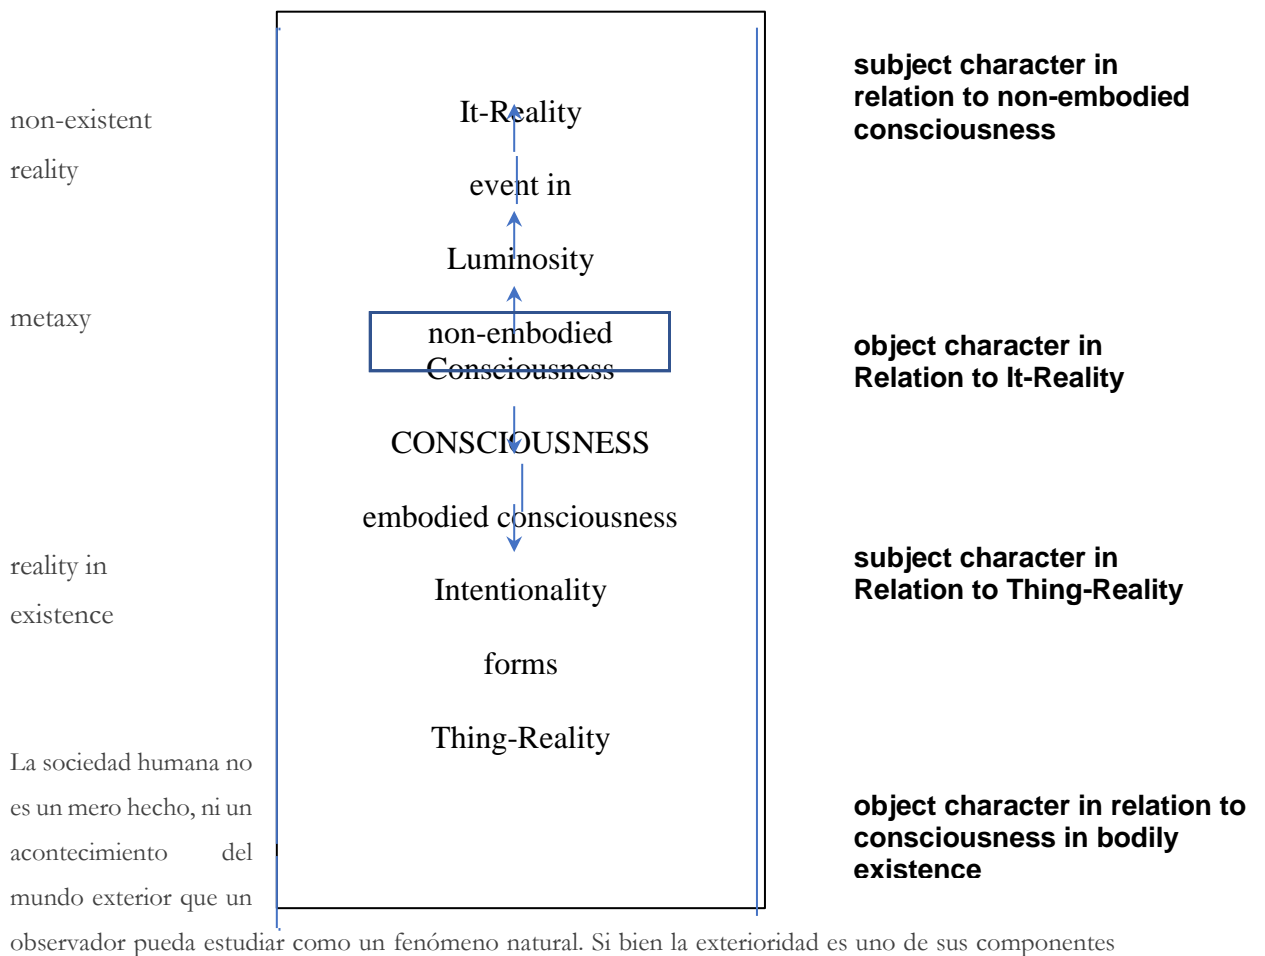 non-existent
reality
metaxy
reality in
existence
It-Reality
event in
Luminosity
non-embodied
Consciousness
CONSCIOUSNESS
embodied consciousness
Intentionality
forms
Thing-Reality
subject character in
relation to non-embodied
consciousness
object character in
Relation to It-Reality
subject character in
Relation to Thing-Reality
object character in relation to
consciousness in bodily
existence
La sociedad humana no
es un mero hecho, ni un
acontecimiento del
mundo exterior que un
observador pueda estudiar como un fenómeno natural. Si bien la exterioridad es uno de sus componentes